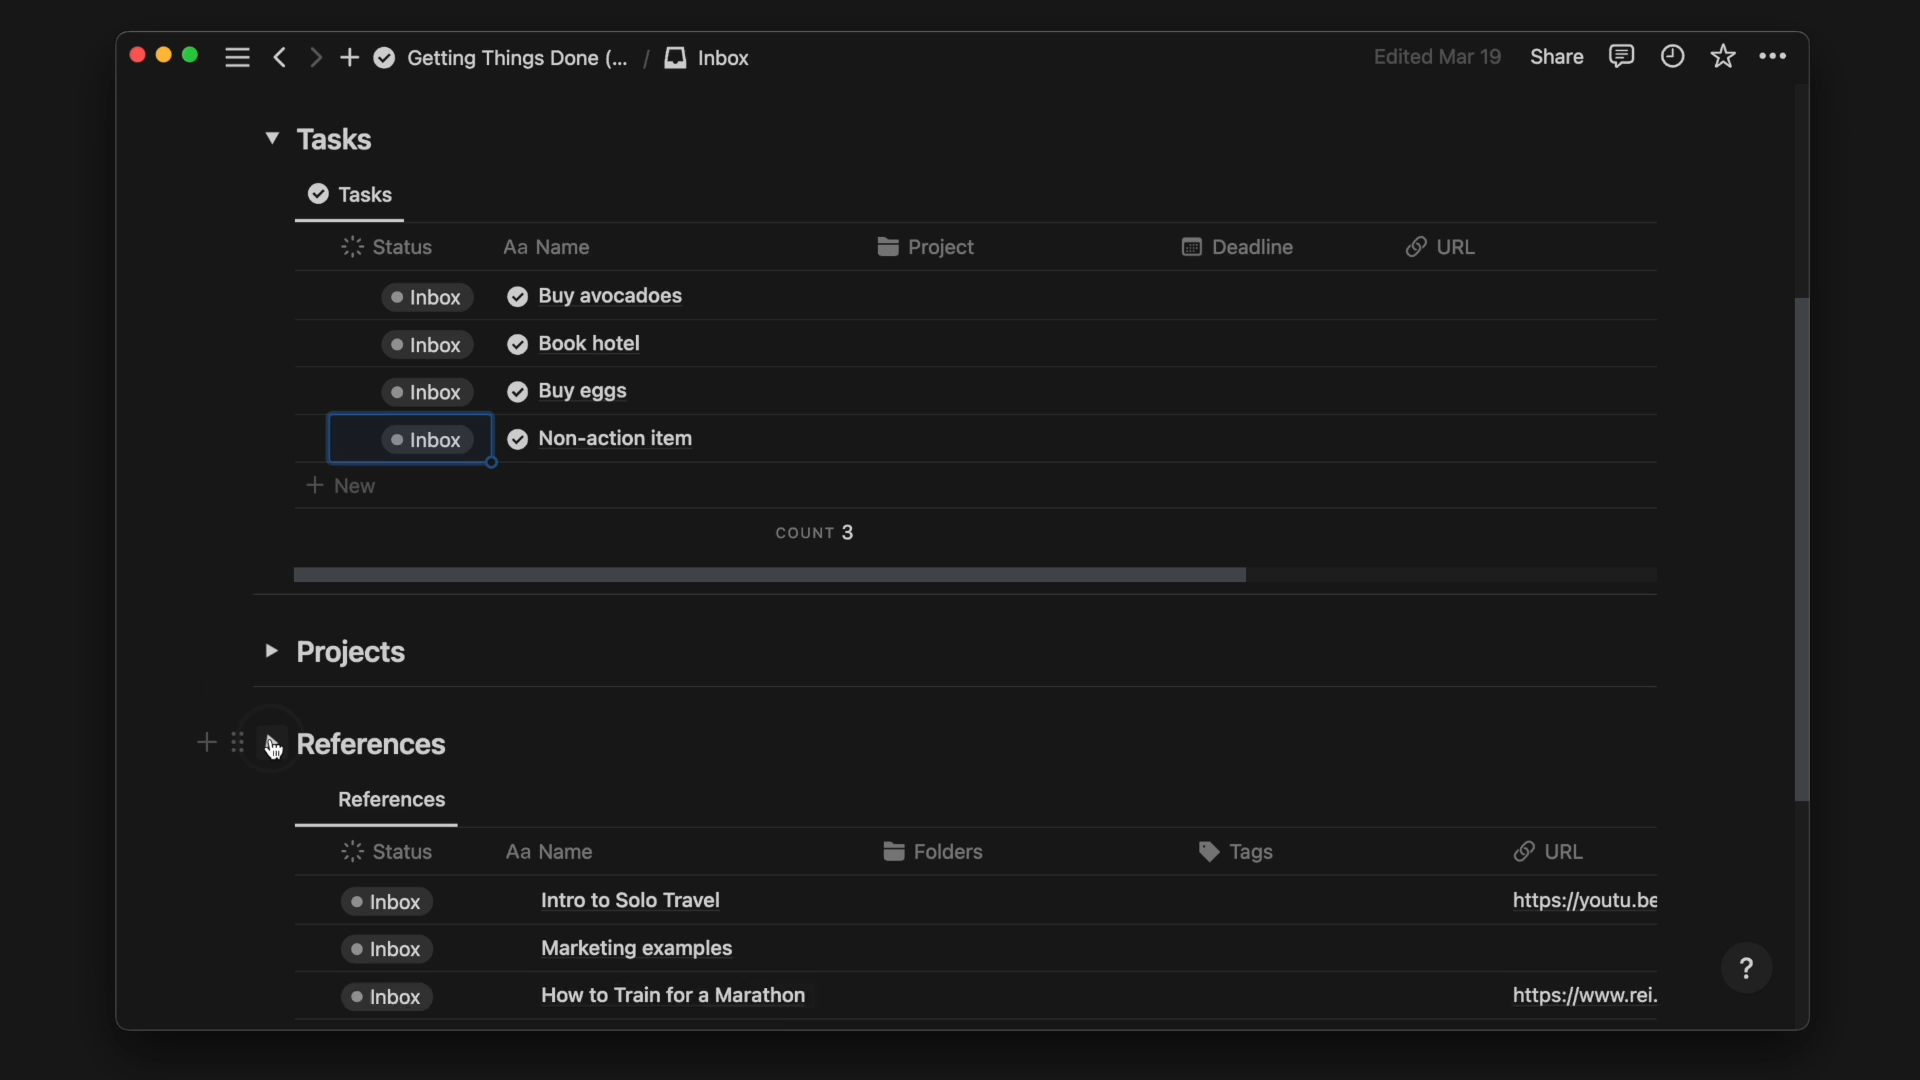 Getting Things Done (... / Inbox
Edited Mar 19 Share
Tasks
Tasks
Status Aa Name Project Deadline URL
Inbox Buy avocadoes
Inbox Book hotel
Inbox Buy eggs
Inbox Non-action item
+ New
COUNT 3
Projects
References
References
Status Aa Name Folders Tags URL
Inbox Intro to Solo Travel https://youtu.be
Inbox Marketing examples
Inbox How to Train for a Marathon https://www.rei.
?